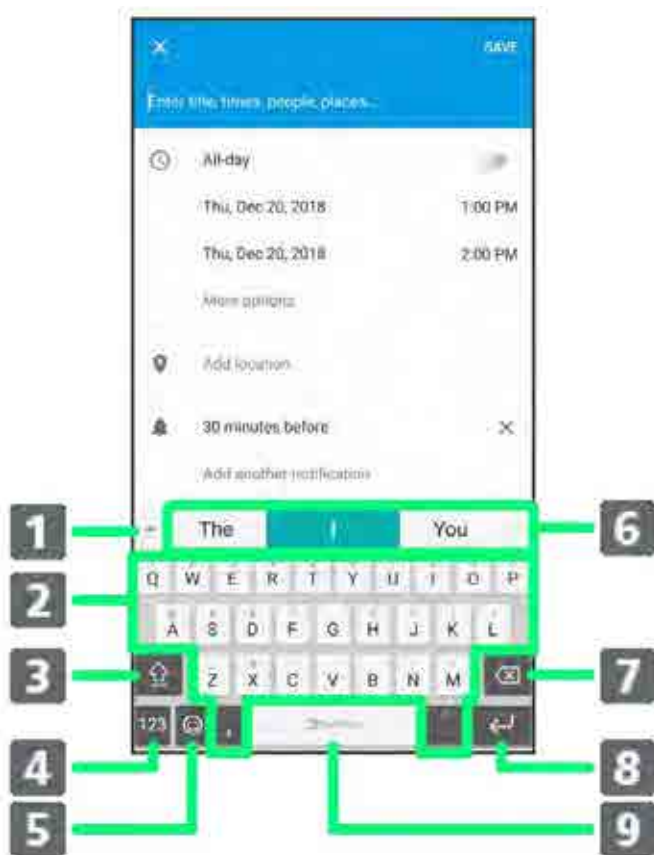 SAVE
Enter title, times, people, places...
All-day
Thu, Dec 20, 2018 1:00 PM
Thu, Dec 20, 2018 2:00 PM
More options
Add location
30 minutes before
Add another notification
1 The I You 6
2 Q W E R T Y U I O P
A S D F G H J K L
3 Z X C V B N M 7
123 ,
4 8
5 9